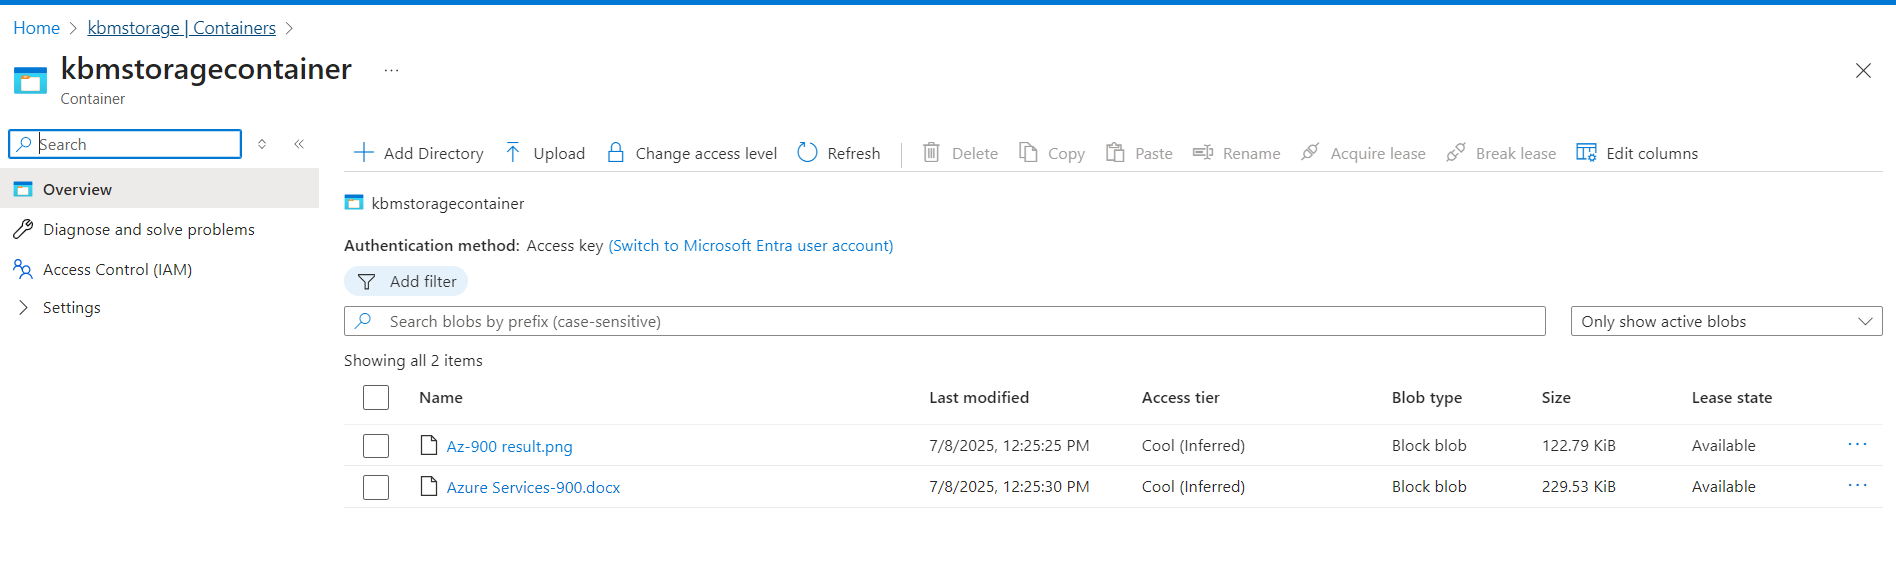 Home > kbmstorage | Containers >
kbmstoragecontainer ...
Container
Search
Overview
Diagnose and solve problems
Access Control (IAM)
Settings
Add Directory Upload Change access level Refresh Delete Copy Paste Rename Acquire lease Break lease Edit columns
kbmstoragecontainer
Authentication method: Access key (Switch to Microsoft Entra user account)
Add filter
Search blobs by prefix (case-sensitive) Only show active blobs
Showing all 2 items
Name Last modified Access tier Blob type Size Lease state
Az-900 result.png 7/8/2025, 12:25:25 PM Cool (Inferred) Block blob 122.79 KiB Available ...
Azure Services-900.docx 7/8/2025, 12:25:30 PM Cool (Inferred) Block blob 229.53 KiB Available ...